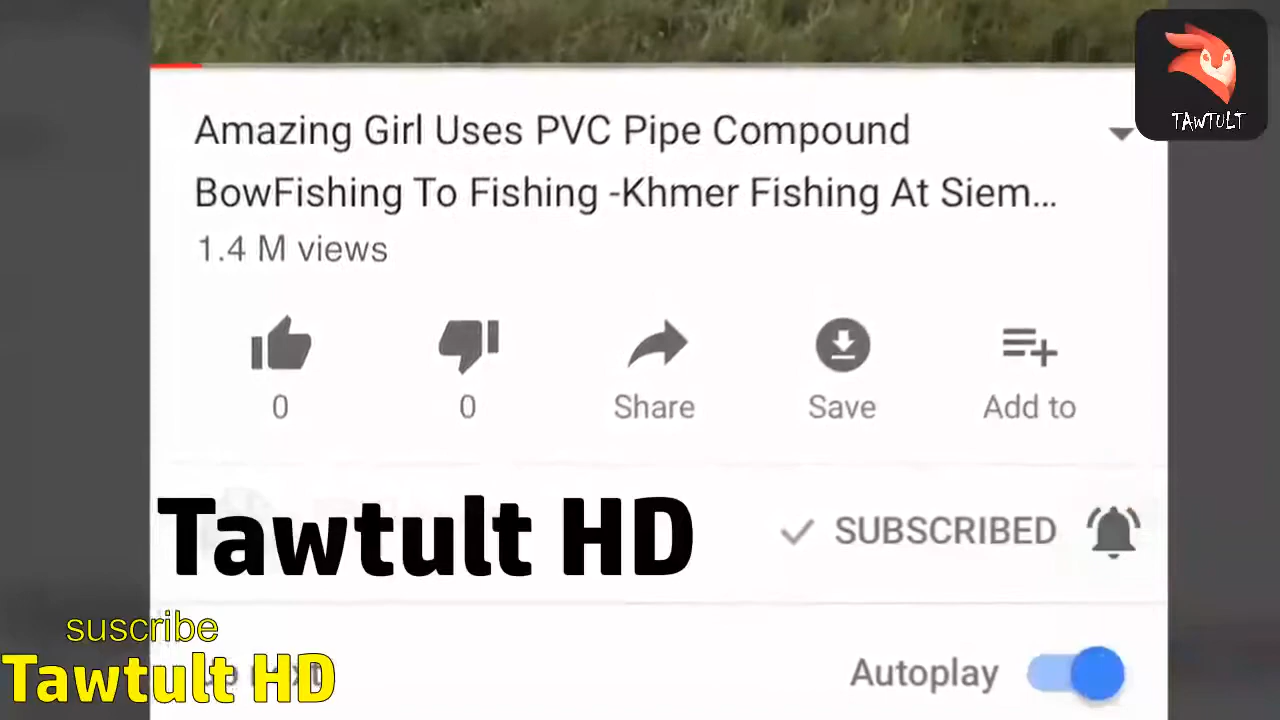 TAWTULT
Amazing Girl Uses PVC Pipe Compound
BowFishing To Fishing -Khmer Fishing At Siem...
1.4 M views
0
0
Share
Save
Add to
Tawtult HD
SUBSCRIBED
suscribe
Tawtult HD
Autoplay